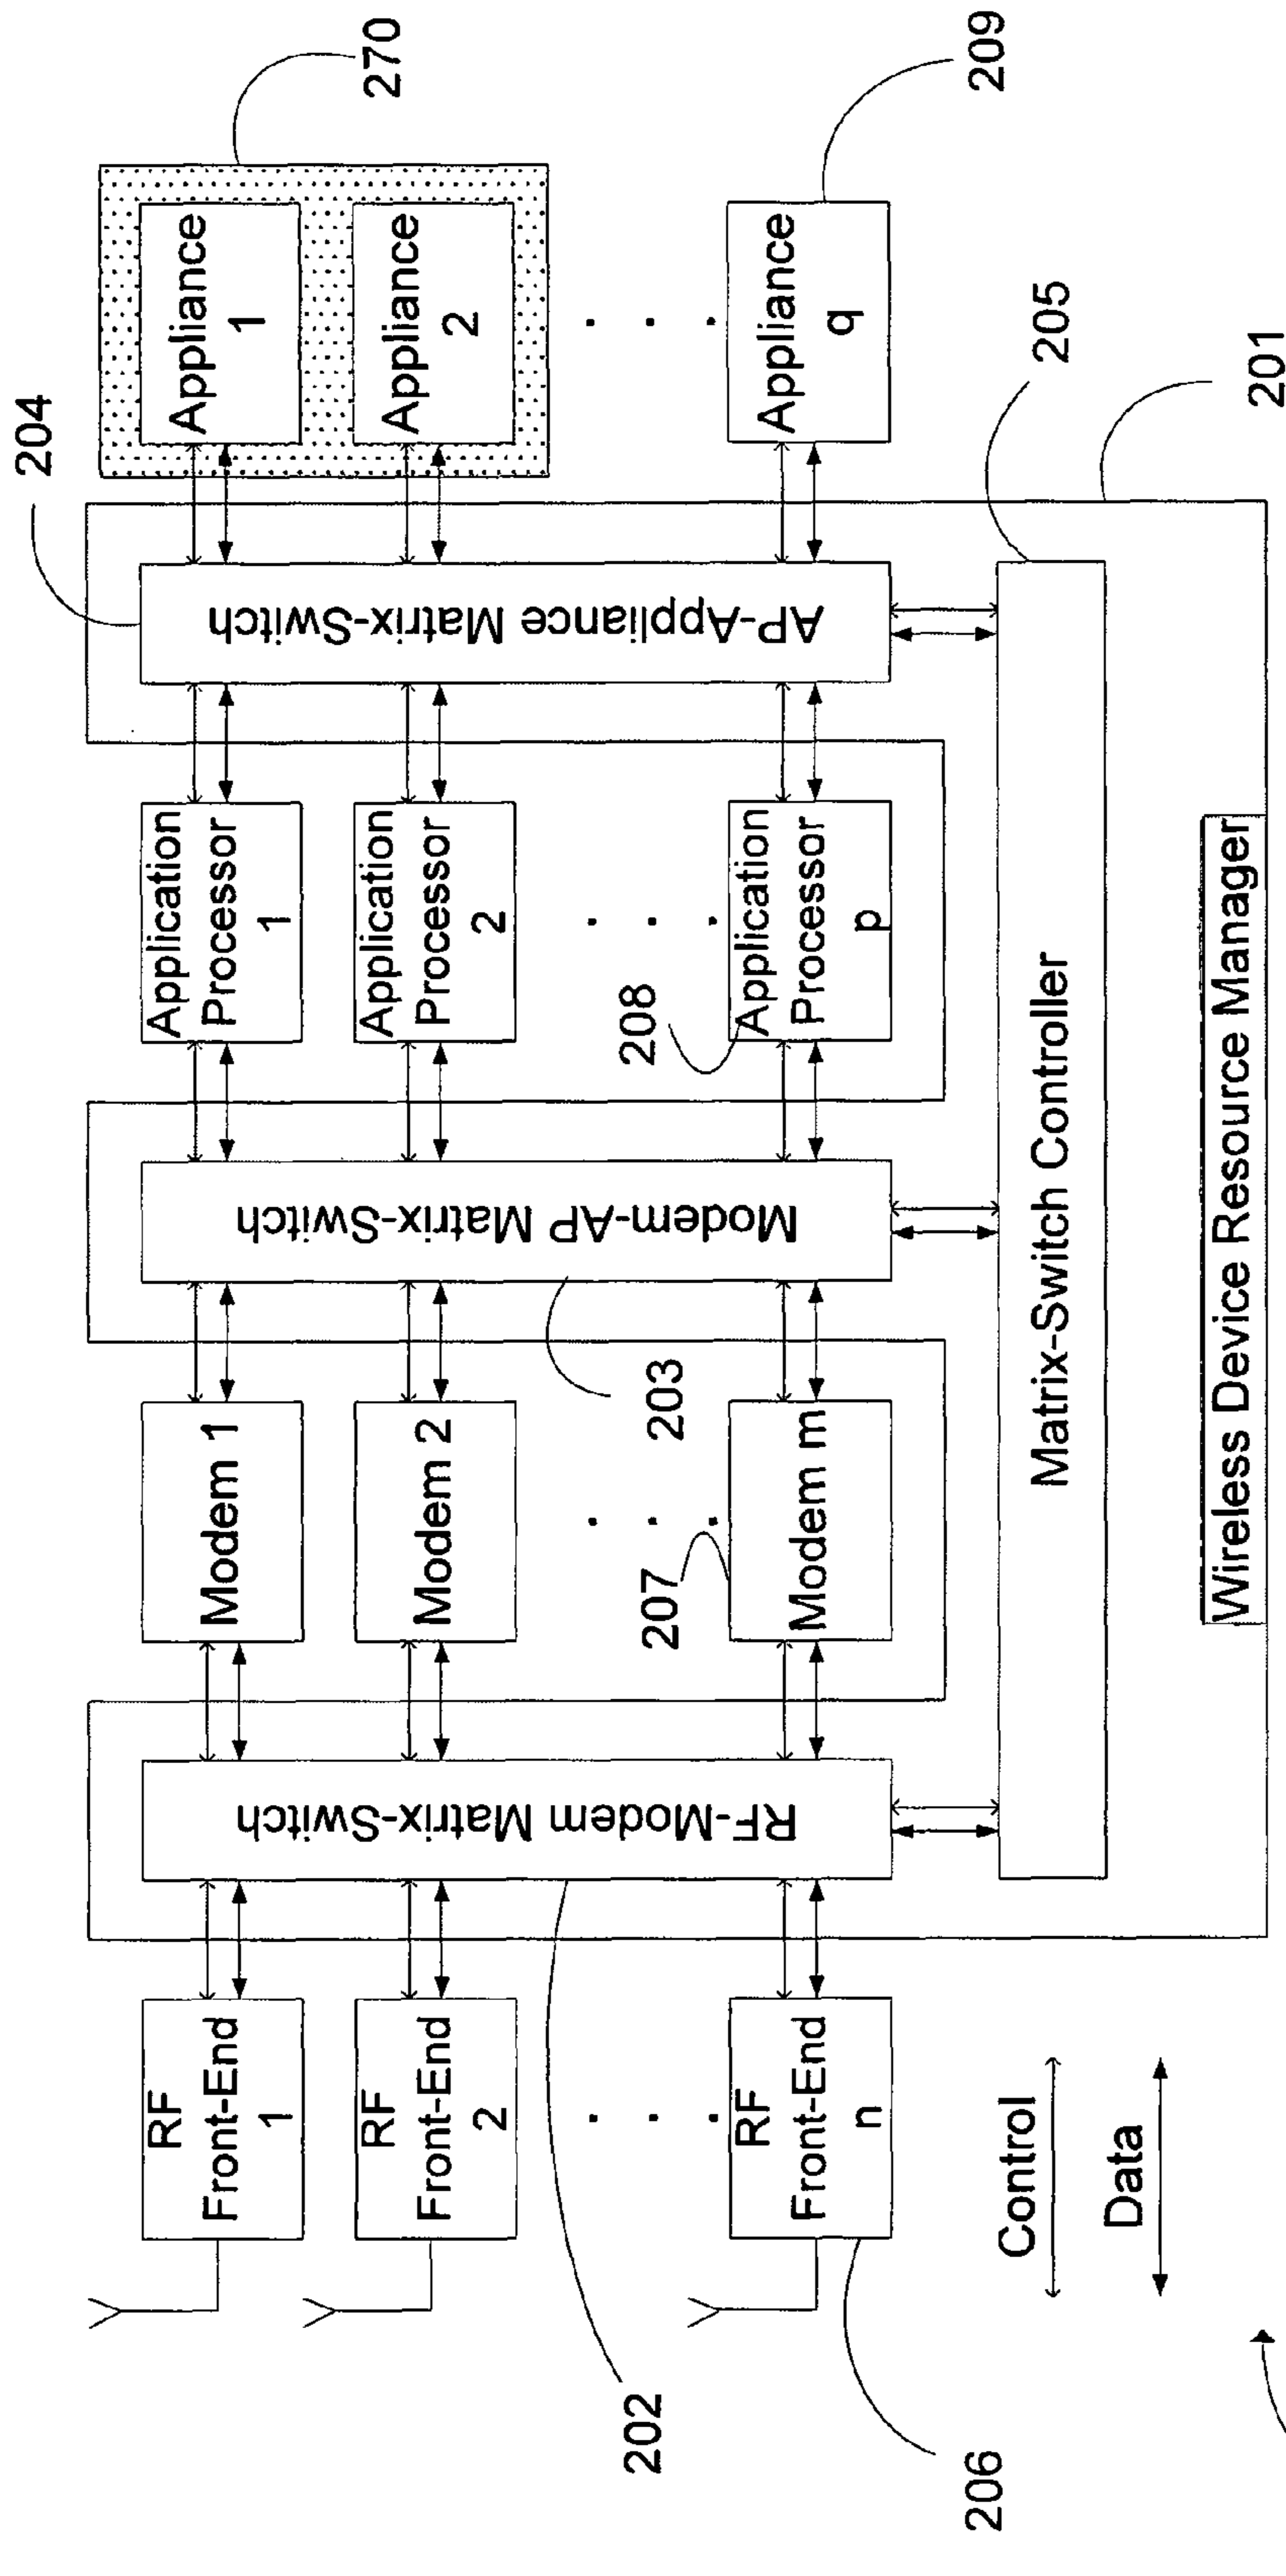 RF
Front-End
1
RF
Front-End
2
. . .
RF
Front-End
n
206
202
RF-Modem Matrix-Switch
Modem 1
Modem 2
. . .
207
Modem m
203
Modem-AP Matrix-Switch
Application
Processor
1
Application
Processor
2
. . .
208
Application
Processor
p
204
AP-Appliance Matrix-Switch
Appliance
1
Appliance
2
. . .
Appliance
q
270
209
205
201
Matrix-Switch Controller
Wireless Device Resource Manager
Control
Data